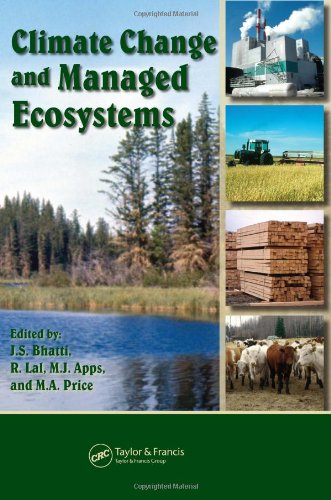 Climate Change
and Managed
Ecosystems
Edited by:
J.S. Bhatti,
R. Lal, M.J. Apps,
and M.A. Price
CRC
Taylor & Francis
Taylor & Francis Group